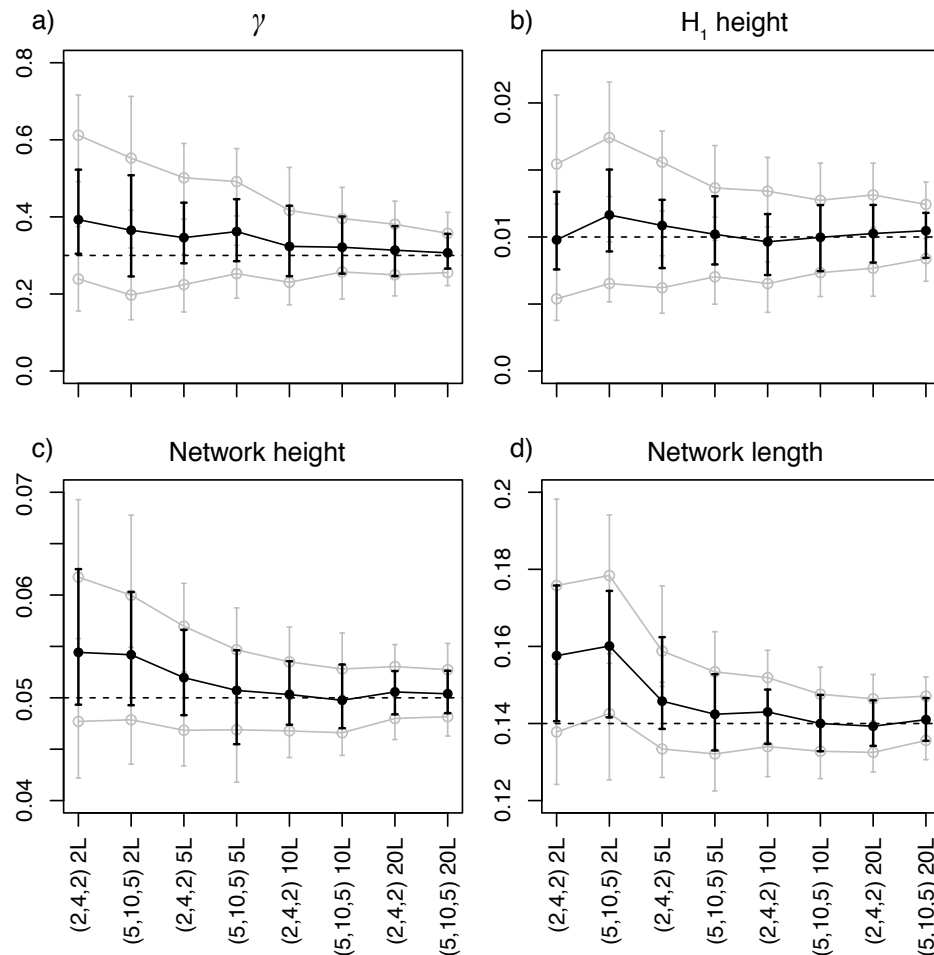 a) γ
0.8
0.6
0.4
0.2
0.0
b) H1 height
0.02
0.01
0.0
c) Network height
0.07
0.06
0.05
0.04
d) Network length
0.2
0.18
0.16
0.14
0.12
(2,4,2) 2L
(5,10,5) 2L
(2,4,2) 5L
(5,10,5) 5L
(2,4,2) 10L
(5,10,5) 10L
(2,4,2) 20L
(5,10,5) 20L
(2,4,2) 2L
(5,10,5) 2L
(2,4,2) 5L
(5,10,5) 5L
(2,4,2) 10L
(5,10,5) 10L
(2,4,2) 20L
(5,10,5) 20L